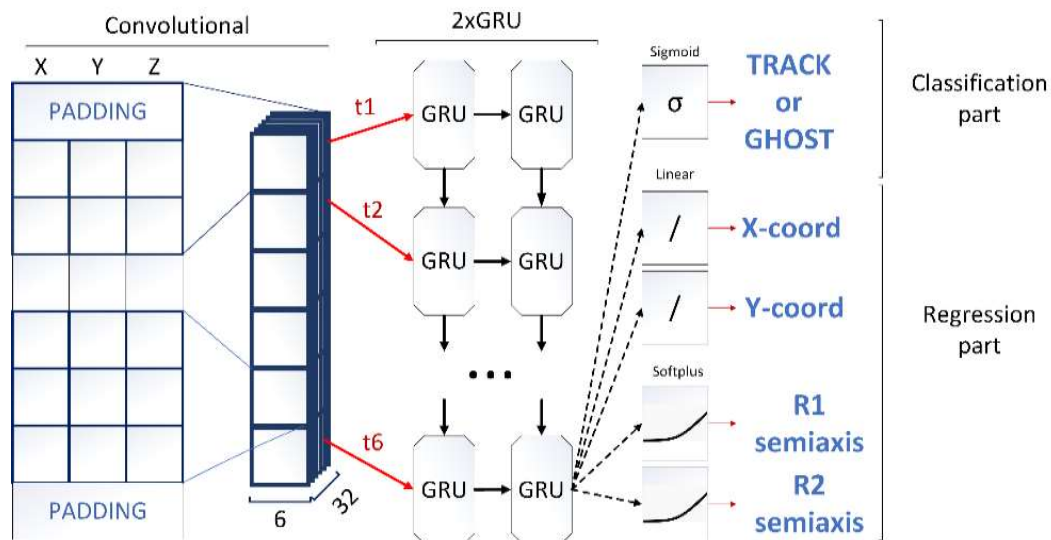 Convolutional
X Y Z
PADDING
PADDING
6
32
2xGRU
t1
GRU GRU
t2
GRU GRU
...
t6
GRU GRU
Sigmoid
σ
Linear
/
/
Softplus
TRACK
or
GHOST
X-coord
Y-coord
R1
semiaxis
R2
semiaxis
Classification
part
Regression
part